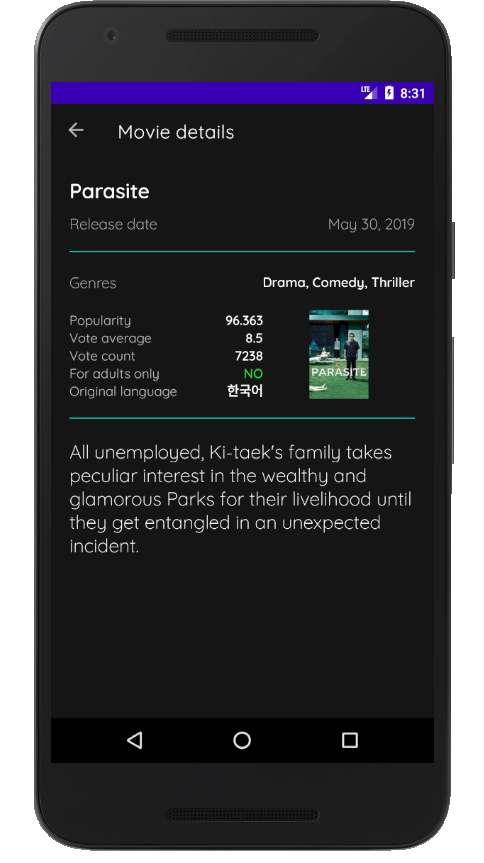 LTE 8:31
Movie details
Parasite
Release date May 30, 2019
Genres Drama, Comedy, Thriller
Popularity 96.363
Vote average 8.5
Vote count 7238
For adults only NO
Original language 한국어
PARASITE
All unemployed, Ki-taek's family takes
peculiar interest in the wealthy and
glamorous Parks for their livelihood until
they get entangled in an unexpected
incident.